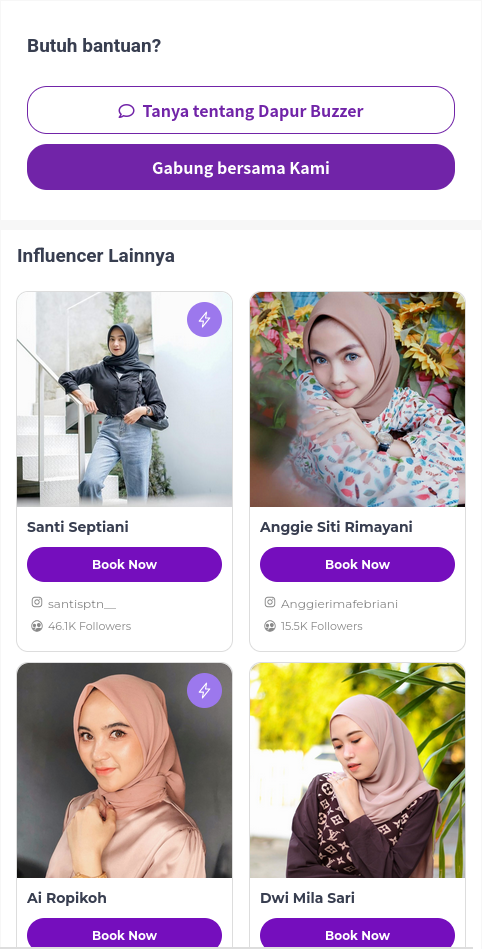 Butuh bantuan?
Tanya tentang Dapur Buzzer
Gabung bersama Kami
Influencer Lainnya
Santi Septiani
Book Now
santisptn__
46.1K Followers
Anggie Siti Rimayani
Book Now
Anggierimafebriani
15.5K Followers
Ai Ropikoh
Book Now
Dwi Mila Sari
Book Now